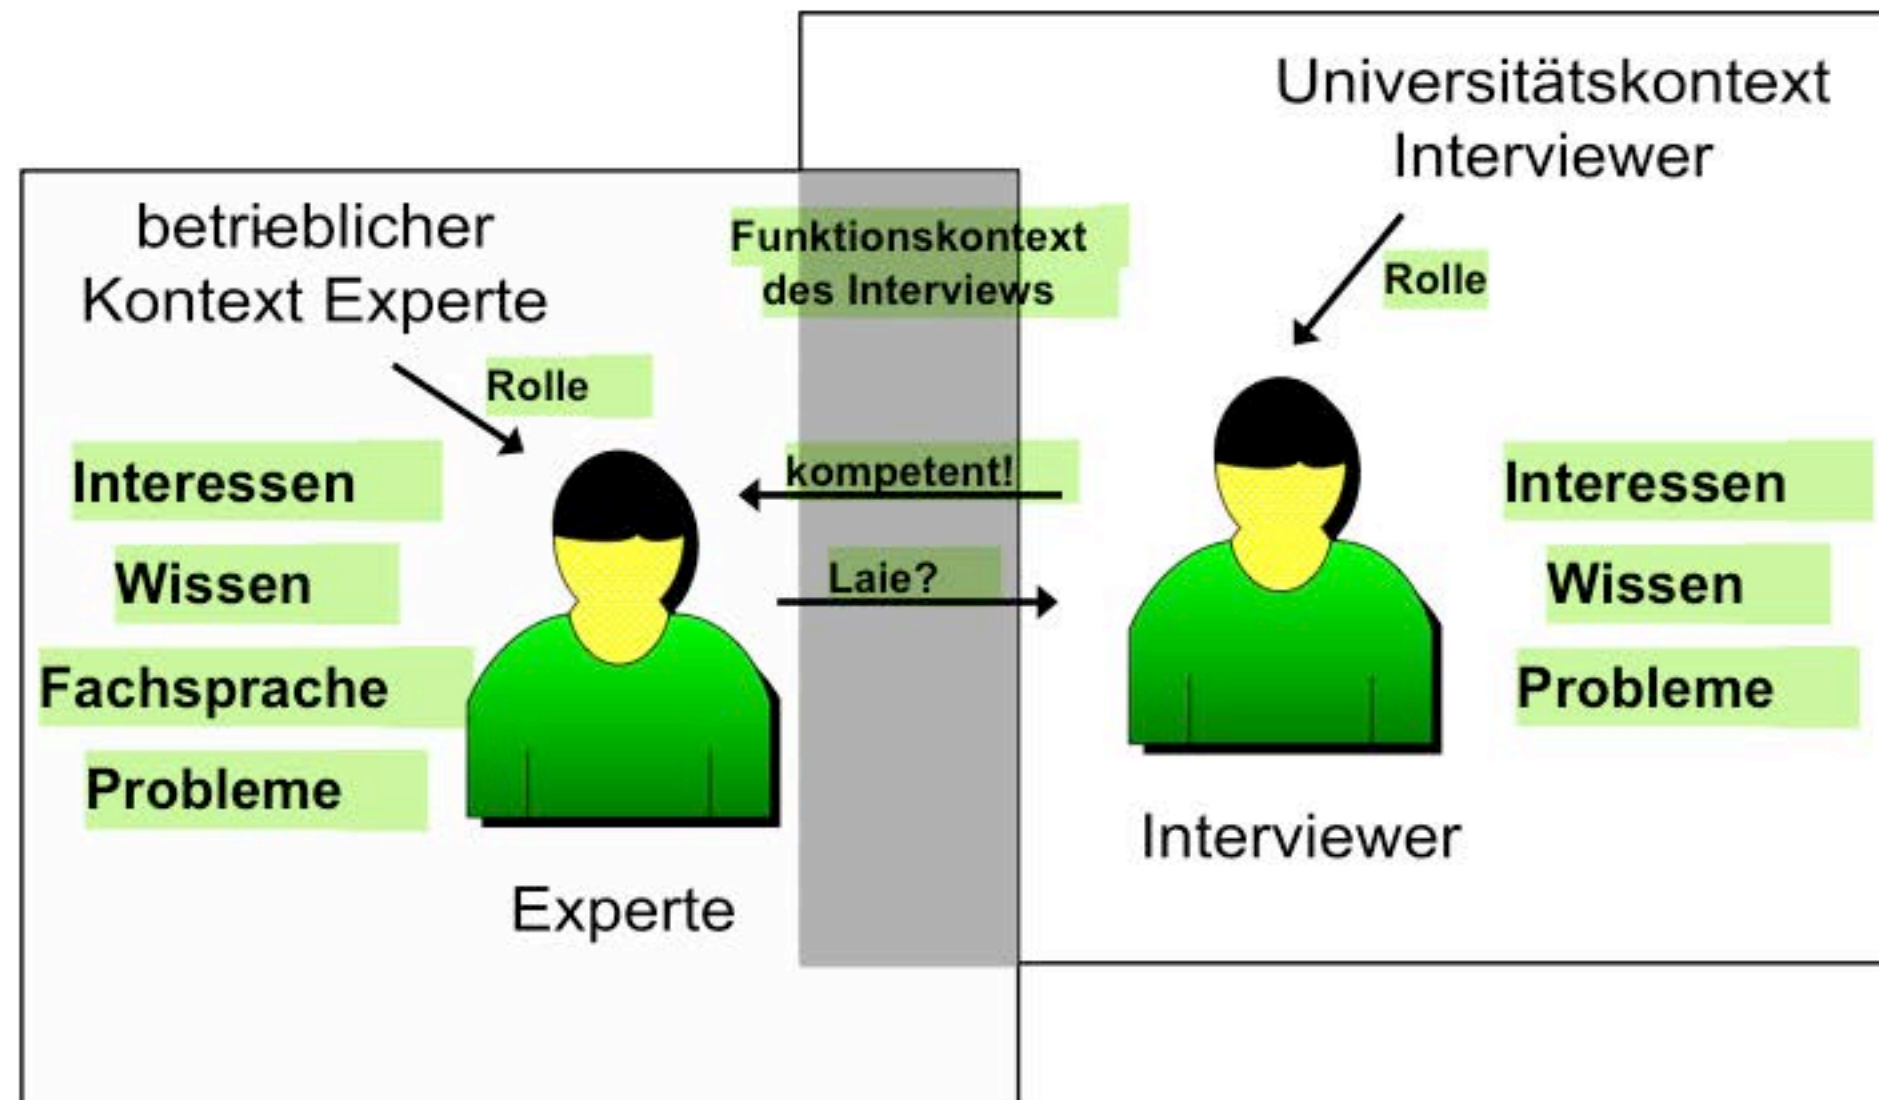 Universitätskontext
Interviewer
Rolle
betrieblicher
Kontext Experte
Rolle
Funktionskontext
des Interviews
kompetent!
Laie?
Interessen
Wissen
Fachsprache
Probleme
Experte
Interessen
Wissen
Probleme
Interviewer